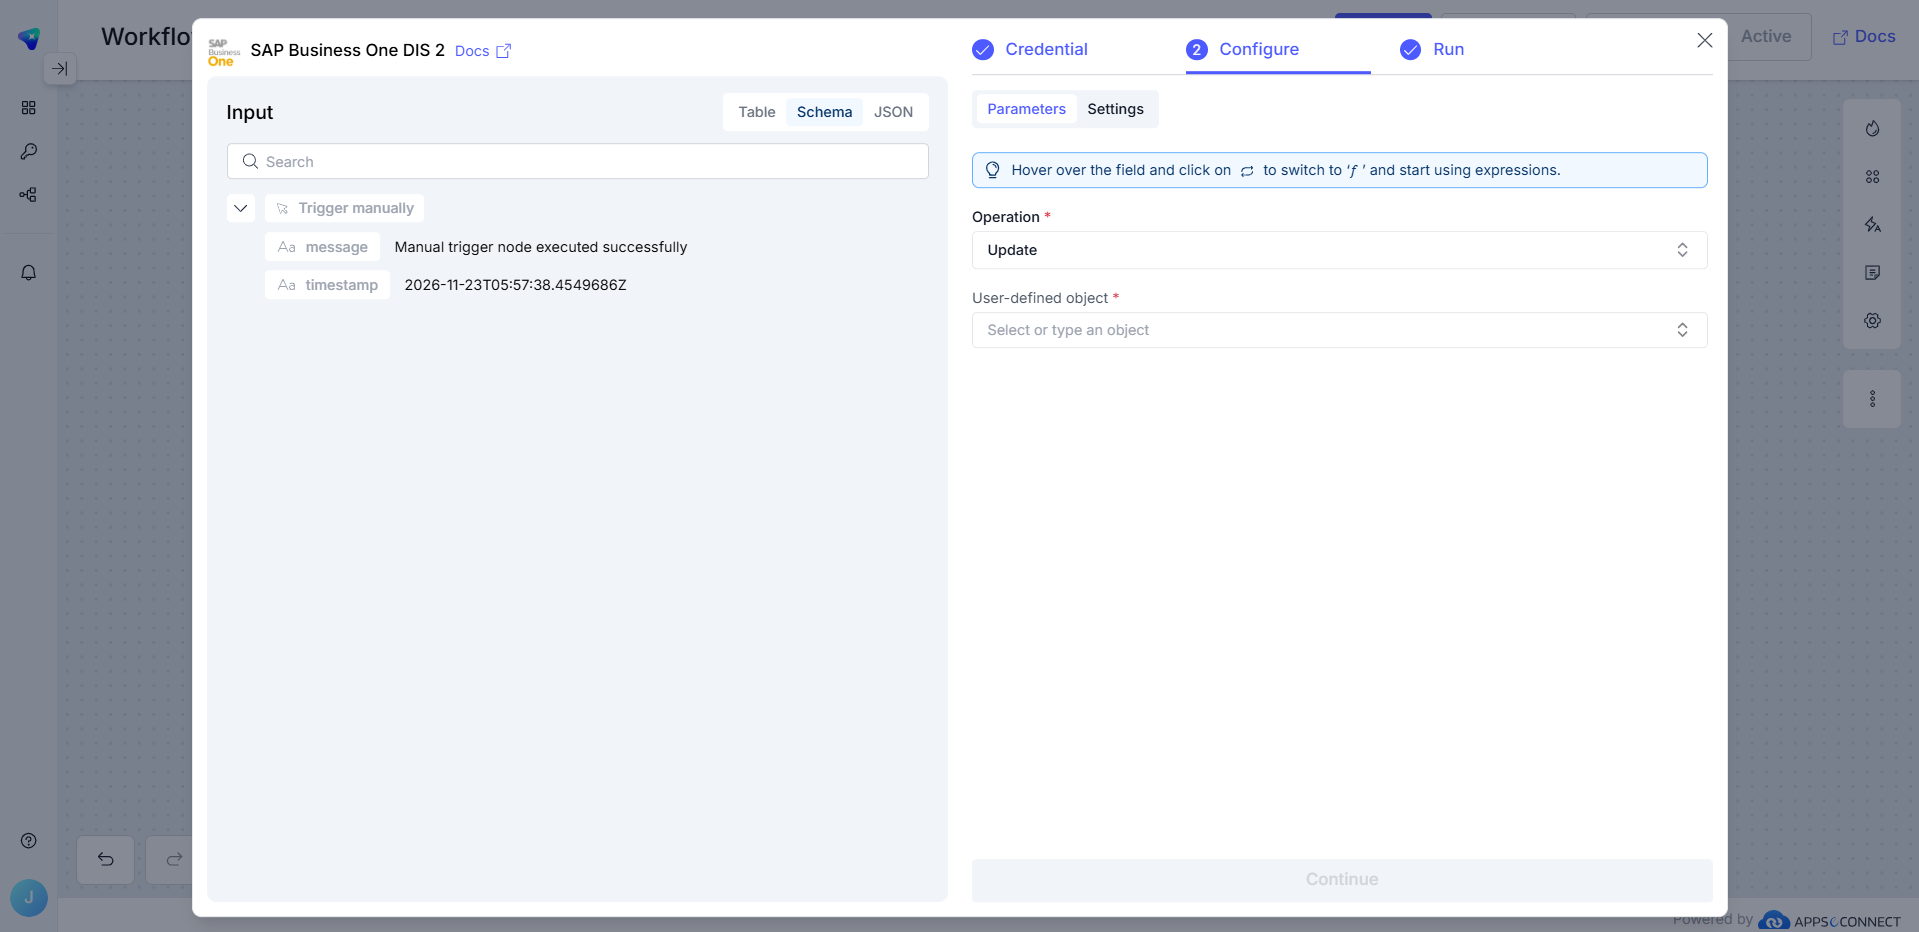 Workflo
Active
Docs
SAP
Business
One
SAP Business One DIS 2 Docs
Credential
2 Configure
Run
Input
Table Schema JSON
Search
Trigger manually
Aa message Manual trigger node executed successfully
Aa timestamp 2026-11-23T05:57:38.4549686Z
Parameters Settings
Hover over the field and click on to switch to ‘f ’ and start using expressions.
Operation *
Update
User-defined object *
Select or type an object
Continue
J
Powered by APPSeCONNECT